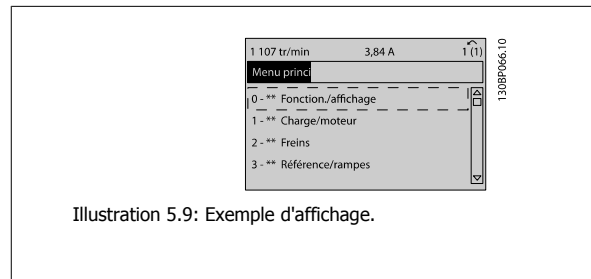 1 107 tr/min 3,84 A 1 (1)
Menu princi
0 - ** Fonction./affichage
1 - ** Charge/moteur
2 - ** Freins
3 - ** Référence/rampes
130BP066.10
Illustration 5.9: Exemple d'affichage.